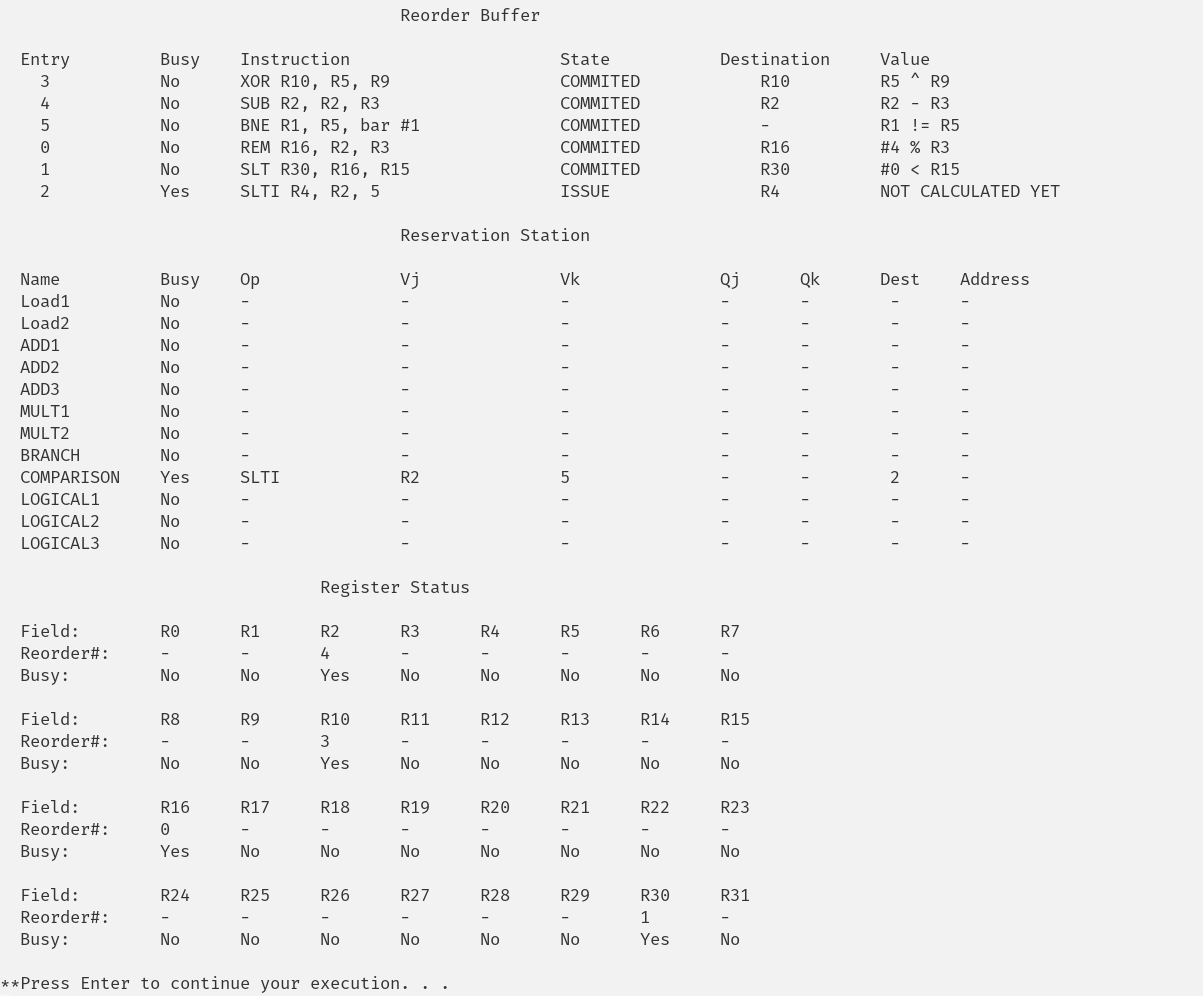 Reorder Buffer
Entry Busy Instruction State Destination Value
3 No XOR R10, R5, R9 COMMITED R10 R5 ^ R9
4 No SUB R2, R2, R3 COMMITED R2 R2 - R3
5 No BNE R1, R5, bar #1 COMMITED - R1 != R5
0 No REM R16, R2, R3 COMMITED R16 #4 % R3
1 No SLT R30, R16, R15 COMMITED R30 #0 < R15
2 Yes SLTI R4, R2, 5 ISSUE R4 NOT CALCULATED YET
Reservation Station
Name Busy Op Vj Vk Qj Qk Dest Address
Load1 No - - - - - - -
Load2 No - - - - - - -
ADD1 No - - - - - - -
ADD2 No - - - - - - -
ADD3 No - - - - - - -
MULT1 No - - - - - - -
MULT2 No - - - - - - -
BRANCH No - - - - - - -
COMPARISON Yes SLTI R2 5 - - 2 -
LOGICAL1 No - - - - - - -
LOGICAL2 No - - - - - - -
LOGICAL3 No - - - - - - -
Register Status
Field: R0 R1 R2 R3 R4 R5 R6 R7
Reorder#: - - 4 - - - - -
Busy: No No Yes No No No No No
Field: R8 R9 R10 R11 R12 R13 R14 R15
Reorder#: - - 3 - - - - -
Busy: No No Yes No No No No No
Field: R16 R17 R18 R19 R20 R21 R22 R23
Reorder#: 0 - - - - - - -
Busy: Yes No No No No No No No
Field: R24 R25 R26 R27 R28 R29 R30 R31
Reorder#: - - - - - - 1 -
Busy: No No No No No No Yes No
**Press Enter to continue your execution. . .